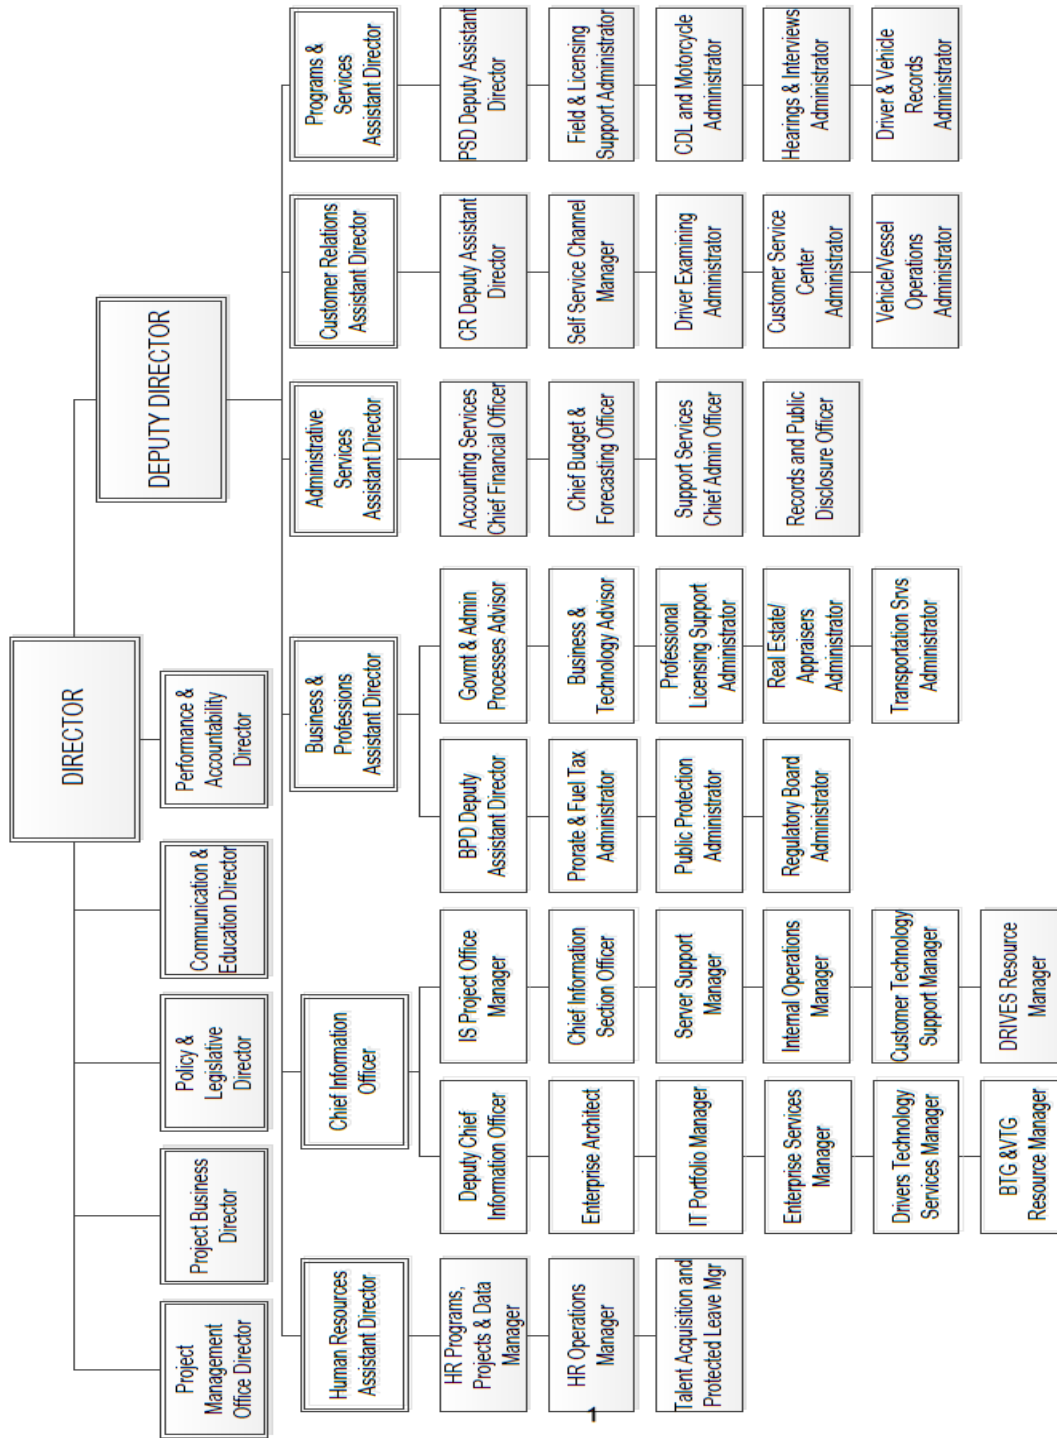 DIRECTOR
DEPUTY DIRECTOR
Project
Management
Office Director
Project Business
Director
Policy &
Legislative
Director
Communication &
Education Director
Performance &
Accountability
Director
Human Resources
Assistant Director
Chief Information
Officer
Business &
Professions
Assistant Director
Administrative
Services
Assistant Director
Customer Relations
Assistant Director
Programs &
Services
Assistant Director
HR Programs,
Projects & Data
Manager
HR Operations
Manager
Talent Acquisition and
Protected Leave Mgr
Deputy Chief
Information Officer
Enterprise Architect
IT Portfolio Manager
Enterprise Services
Manager
Drivers Technology
Services Manager
BTG &VTG
Resource Manager
IS Project Office
Manager
Chief Information
Section Officer
Server Support
Manager
Internal Operations
Manager
Customer Technology
Support Manager
DRIVES Resource
Manager
BPD Deputy
Assistant Director
Prorate & Fuel Tax
Administrator
Public Protection
Administrator
Regulatory Board
Administrator
Govmt & Admin
Processes Advisor
Business &
Technology Advisor
Professional
Licensing Support
Administrator
Real Estate/
Appraisers
Administrator
Transportation Srvs
Administrator
Accounting Services
Chief Financial Officer
Chief Budget &
Forecasting Officer
Support Services
Chief Admin Officer
Records and Public
Disclosure Officer
CR Deputy Assistant
Director
Self Service Channel
Manager
Driver Examining
Administrator
Customer Service
Center
Administrator
Vehicle/Vessel
Operations
Administrator
PSD Deputy Assistant
Director
Field & Licensing
Support Administrator
CDL and Motorcycle
Administrator
Hearings & Interviews
Administrator
Driver & Vehicle
Records
Administrator